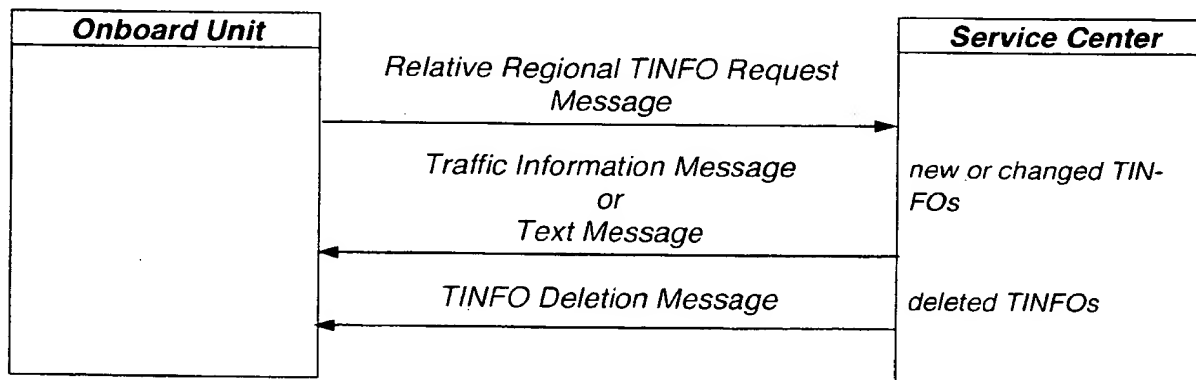 Onboard Unit
Service Center
Relative Regional TINFO Request
Message
Traffic Information Message
or
Text Message
new or changed TIN-
FOs
TINFO Deletion Message
deleted TINFOs